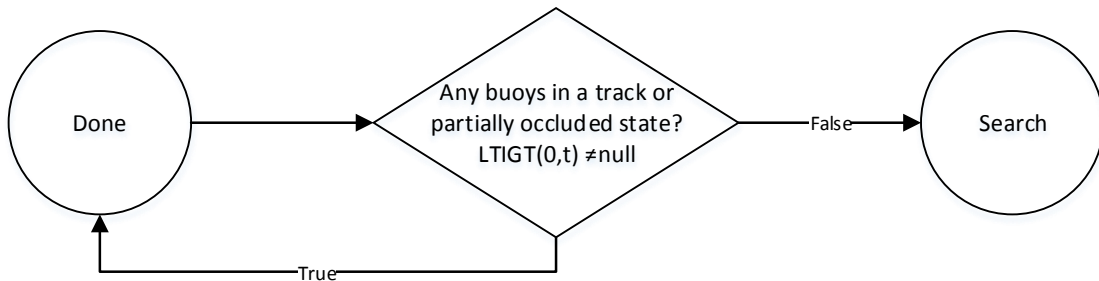 Done
Any buoys in a track or
partially occluded state?
LTIGT(0,t) ≠null
False
Search
True